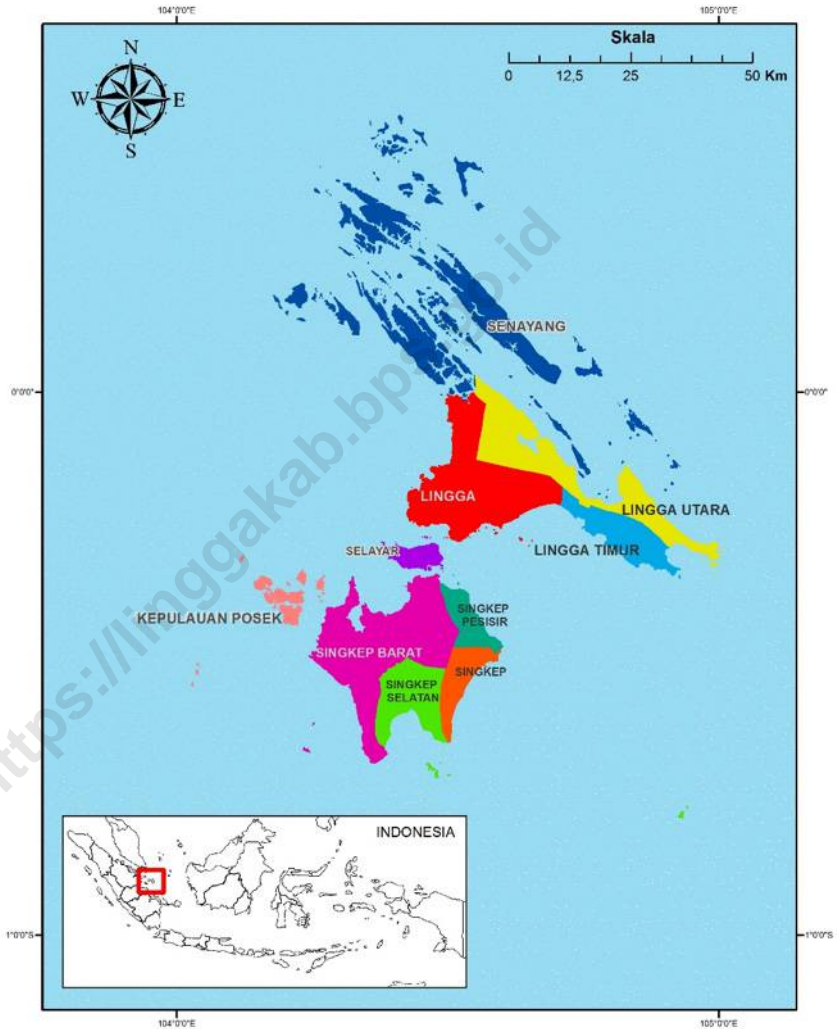 104°0'0"E
105°0'0"E
Skala
0 12,5 25 50 Km
N
W E
S
SENAYANG
0°0'0"
0°0'0"
LINGGA
LINGGA UTARA
SELAYAR
LINGGA TIMUR
KEPULAUAN POSEK
SINGKEP
PESISIR
SINGKEP BARAT
SINGKEP
SINGKEP
SELATAN
INDONESIA
1°0'0"S
1°0'0"S
104°0'0"E
105°0'0"E
https://linggakab.bps.go.id